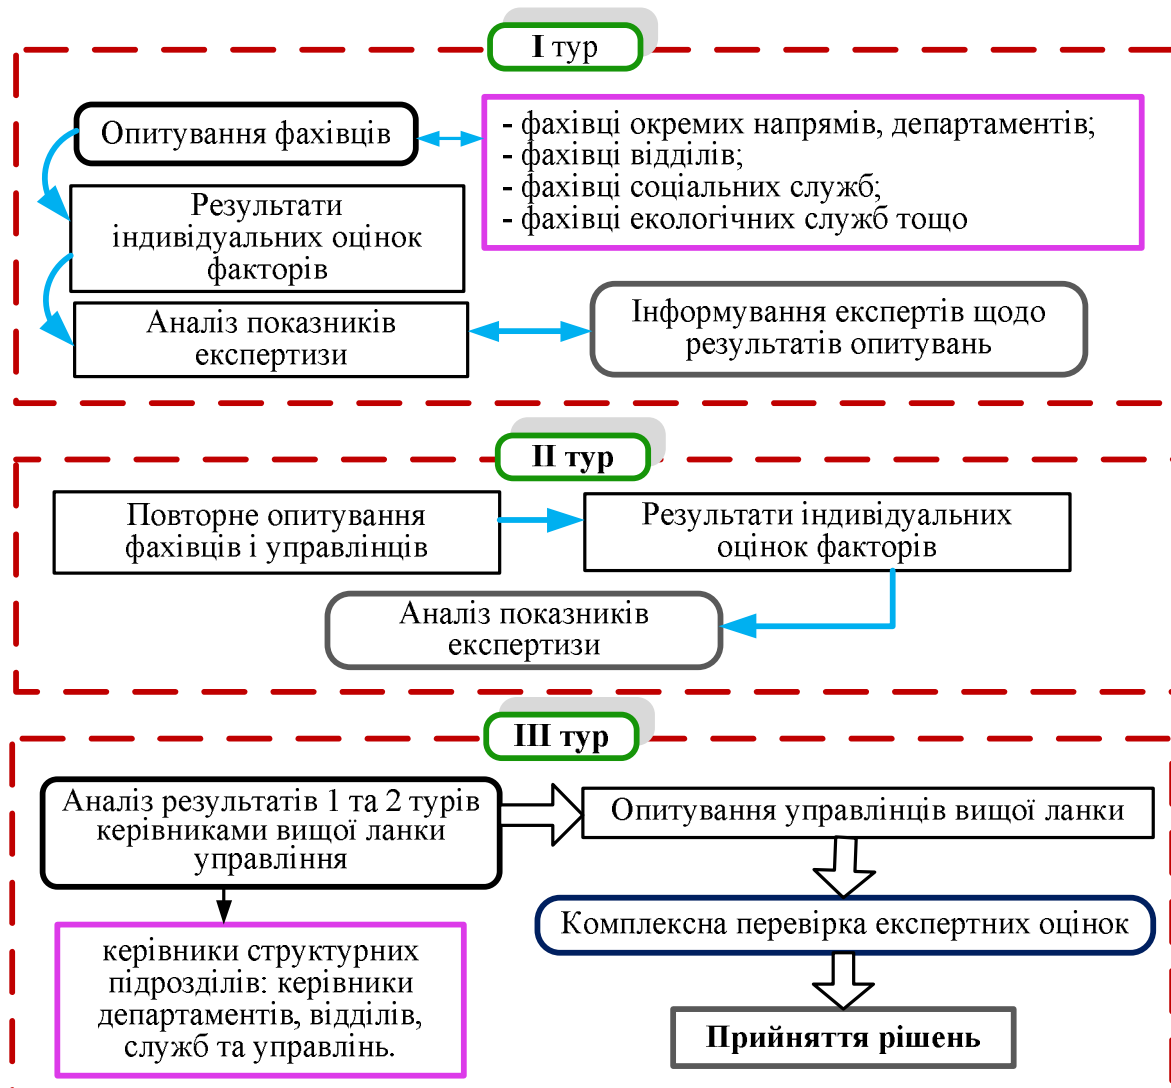 I тур
Опитування фахівців
- фахівці окремих напрямів, департаментів;
- фахівці відділів;
- фахівці соціальних служб;
- фахівці екологічних служб тощо
Результати
індивідуальних оцінок
факторів
Аналіз показників
експертизи
Інформування експертів щодо
результатів опитувань
II тур
Повторне опитування
фахівців і управлінців
Результати індивідуальних
оцінок факторів
Аналіз показників
експертизи
III тур
Аналіз результатів 1 та 2 турів
керівниками вищої ланки
управління
Опитування управлінців вищої ланки
Комплексна перевірка експертних оцінок
керівники структурних
підрозділів: керівники
департаментів, відділів,
служб та управлінь.
Прийняття рішень